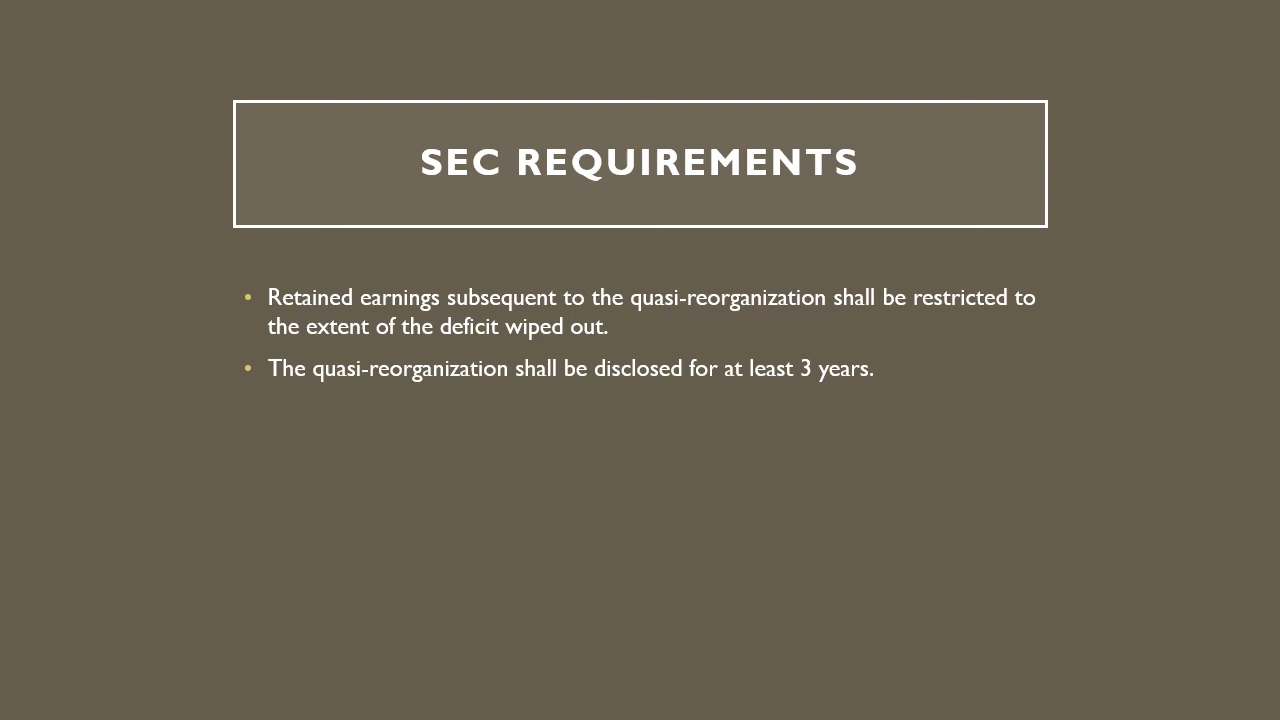 SEC REQUIREMENTS
• Retained earnings subsequent to the quasi-reorganization shall be restricted to
the extent of the deficit wiped out.
• The quasi-reorganization shall be disclosed for at least 3 years.